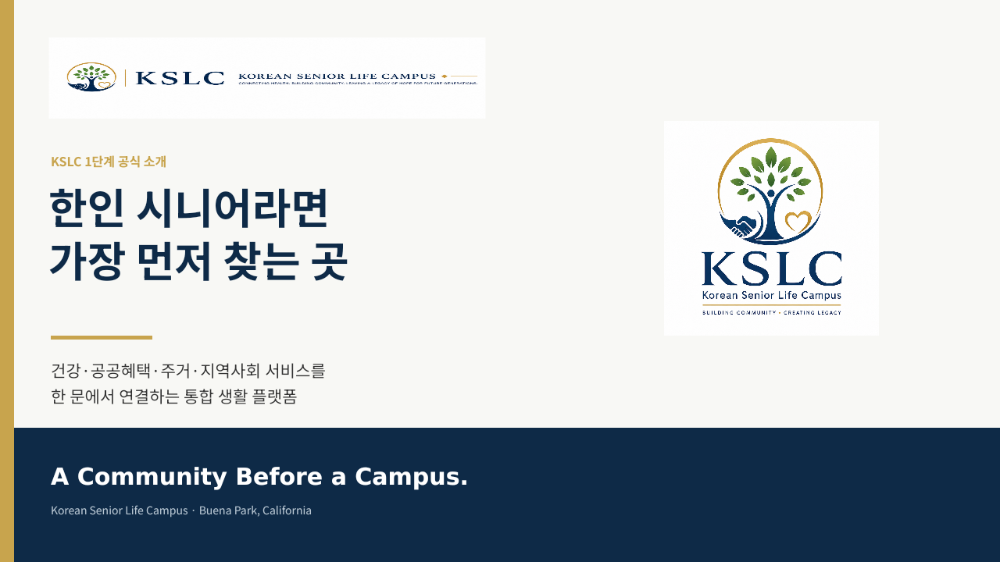 KSLC
KOREAN SENIOR LIFE CAMPUS
CONNECTING HEALTH. BUILDING COMMUNITY. LEAVING A LEGACY OF HOPE FOR FUTURE GENERATIONS.
KSLC 1단계 공식 소개
한인 시니어라면
가장 먼저 찾는 곳
건강·공공혜택·주거·지역사회 서비스를
한 문에서 연결하는 통합 생활 플랫폼
KSLC
Korean Senior Life Campus
BUILDING COMMUNITY • CREATING LEGACY
A Community Before a Campus.
Korean Senior Life Campus · Buena Park, California